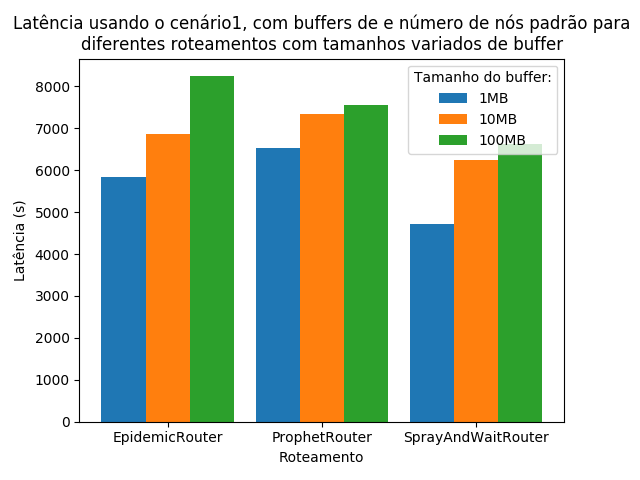 Latência usando o cenário1, com buffers de e número de nós padrão para
diferentes roteamentos com tamanhos variados de buffer
Tamanho do buffer:
1MB
10MB
100MB
Latência (s)
8000
7000
6000
5000
4000
3000
2000
1000
0
EpidemicRouter ProphetRouter SprayAndWaitRouter
Roteamento